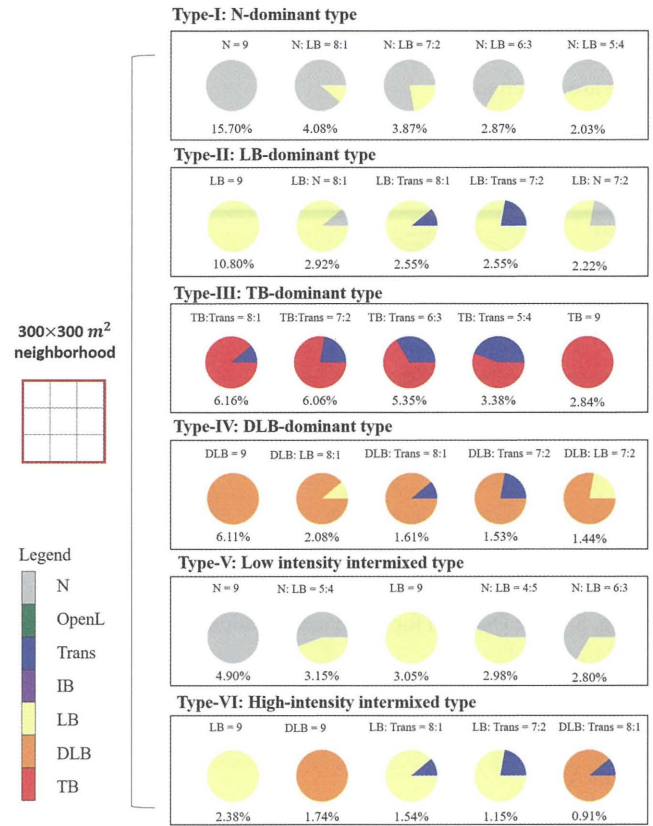 Type-I: N-dominant type
N = 9 N: LB = 8:1 N: LB = 7:2 N: LB = 6:3 N: LB = 5:4
15.70% 4.08% 3.87% 2.87% 2.03%
Type-II: LB-dominant type
LB = 9 LB: N = 8:1 LB: Trans = 8:1 LB: Trans = 7:2 LB: N = 7:2
10.80% 2.92% 2.55% 2.55% 2.22%
Type-III: TB-dominant type
TB:Trans = 8:1 TB:Trans = 7:2 TB: Trans = 6:3 TB: Trans = 5:4 TB = 9
6.16% 6.06% 5.35% 3.38% 2.84%
300×300 m²
neighborhood
Type-IV: DLB-dominant type
DLB = 9 DLB: LB = 8:1 DLB: Trans = 8:1 DLB: Trans = 7:2 DLB: LB = 7:2
6.11% 2.08% 1.61% 1.53% 1.44%
Type-V: Low intensity intermixed type
N = 9 N: LB = 5:4 LB = 9 N: LB = 4:5 N: LB = 6:3
4.90% 3.15% 3.05% 2.98% 2.80%
Type-VI: High-intensity intermixed type
LB = 9 DLB = 9 LB: Trans = 8:1 LB: Trans = 7:2 DLB: Trans = 8:1
2.38% 1.74% 1.54% 1.15% 0.91%
Legend
N
OpenL
Trans
IB
LB
DLB
TB